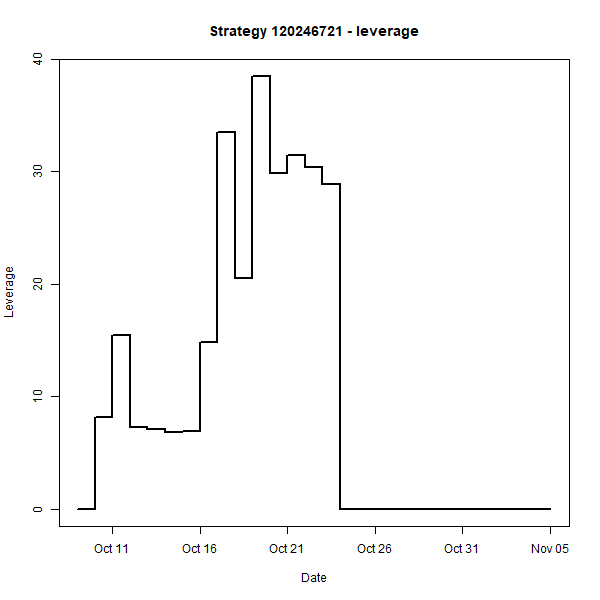 Strategy 120246721 - leverage
40
30
20
10
0
Leverage
Oct 11 Oct 16 Oct 21 Oct 26 Oct 31 Nov 05
Date